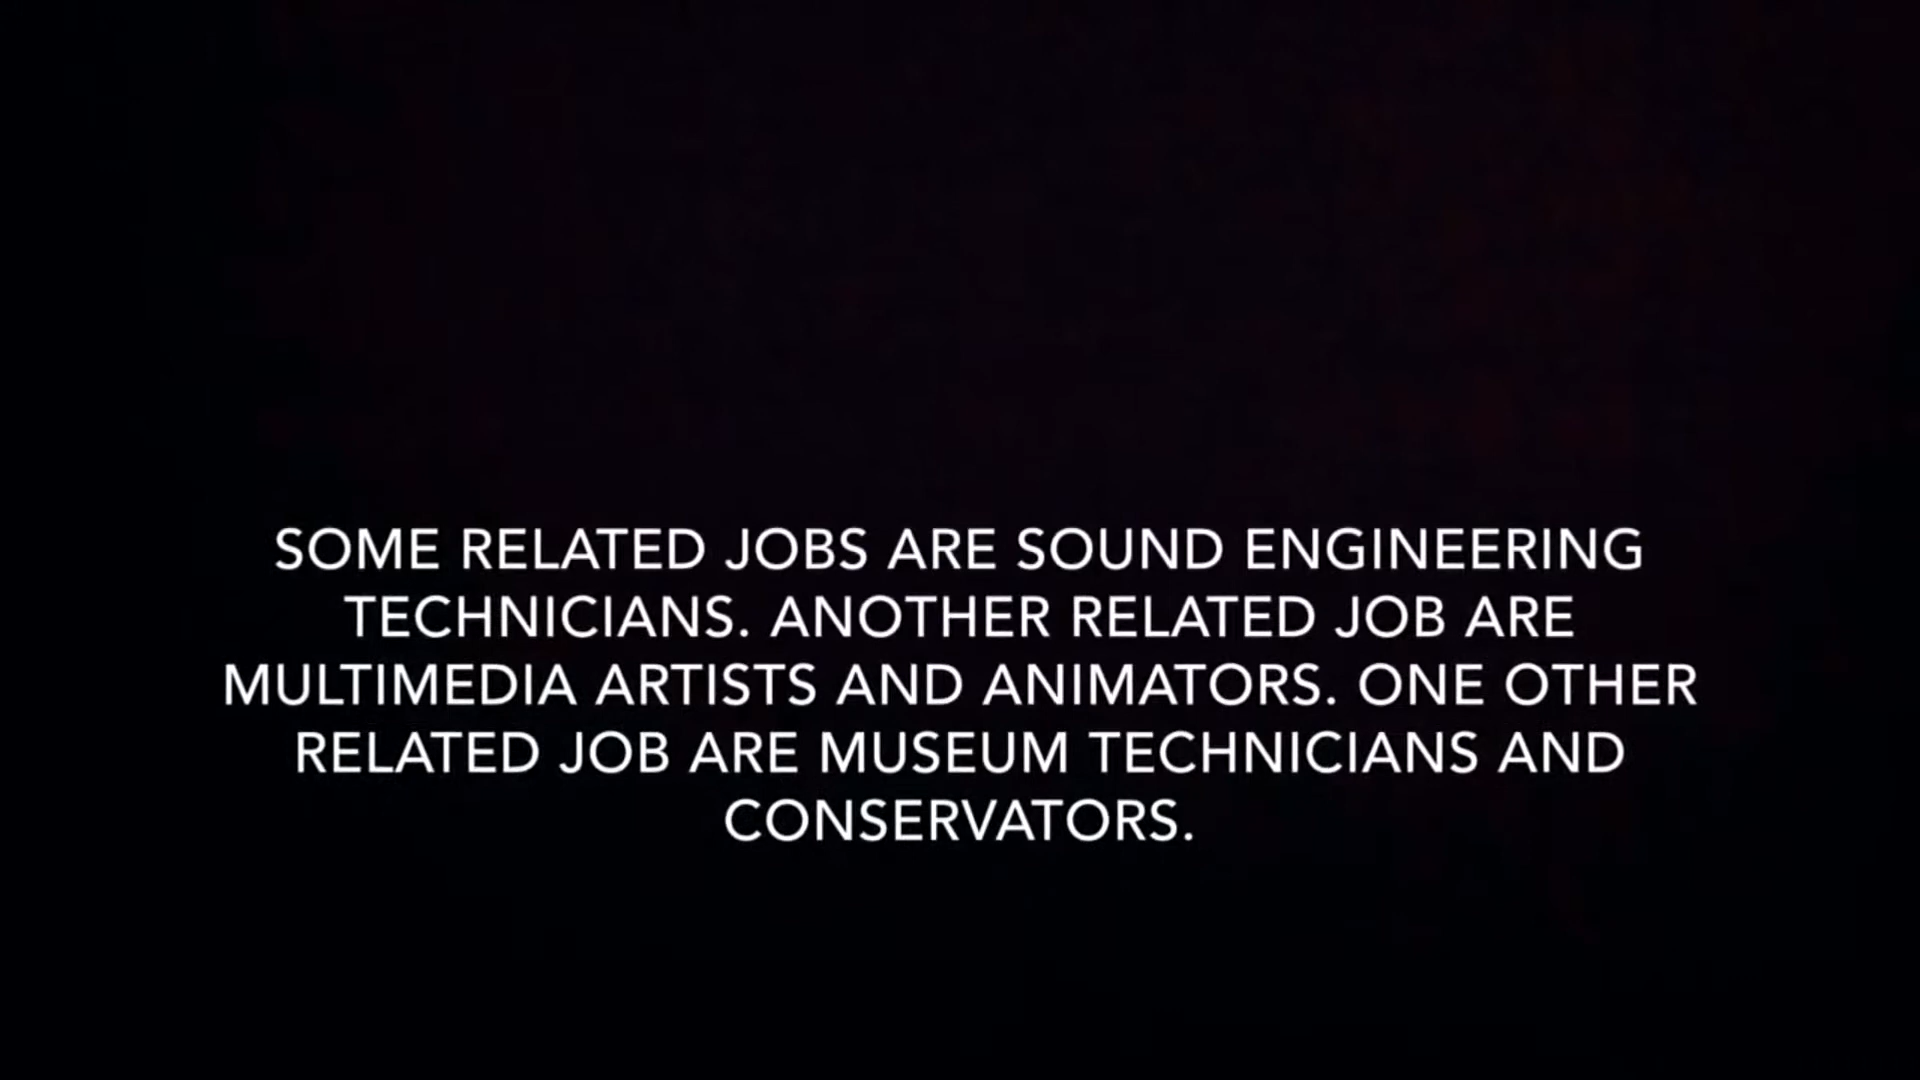 SOME RELATED JOBS ARE SOUND ENGINEERING
TECHNICIANS. ANOTHER RELATED JOB ARE
MULTIMEDIA ARTISTS AND ANIMATORS. ONE OTHER
RELATED JOB ARE MUSEUM TECHNICIANS AND
CONSERVATORS.